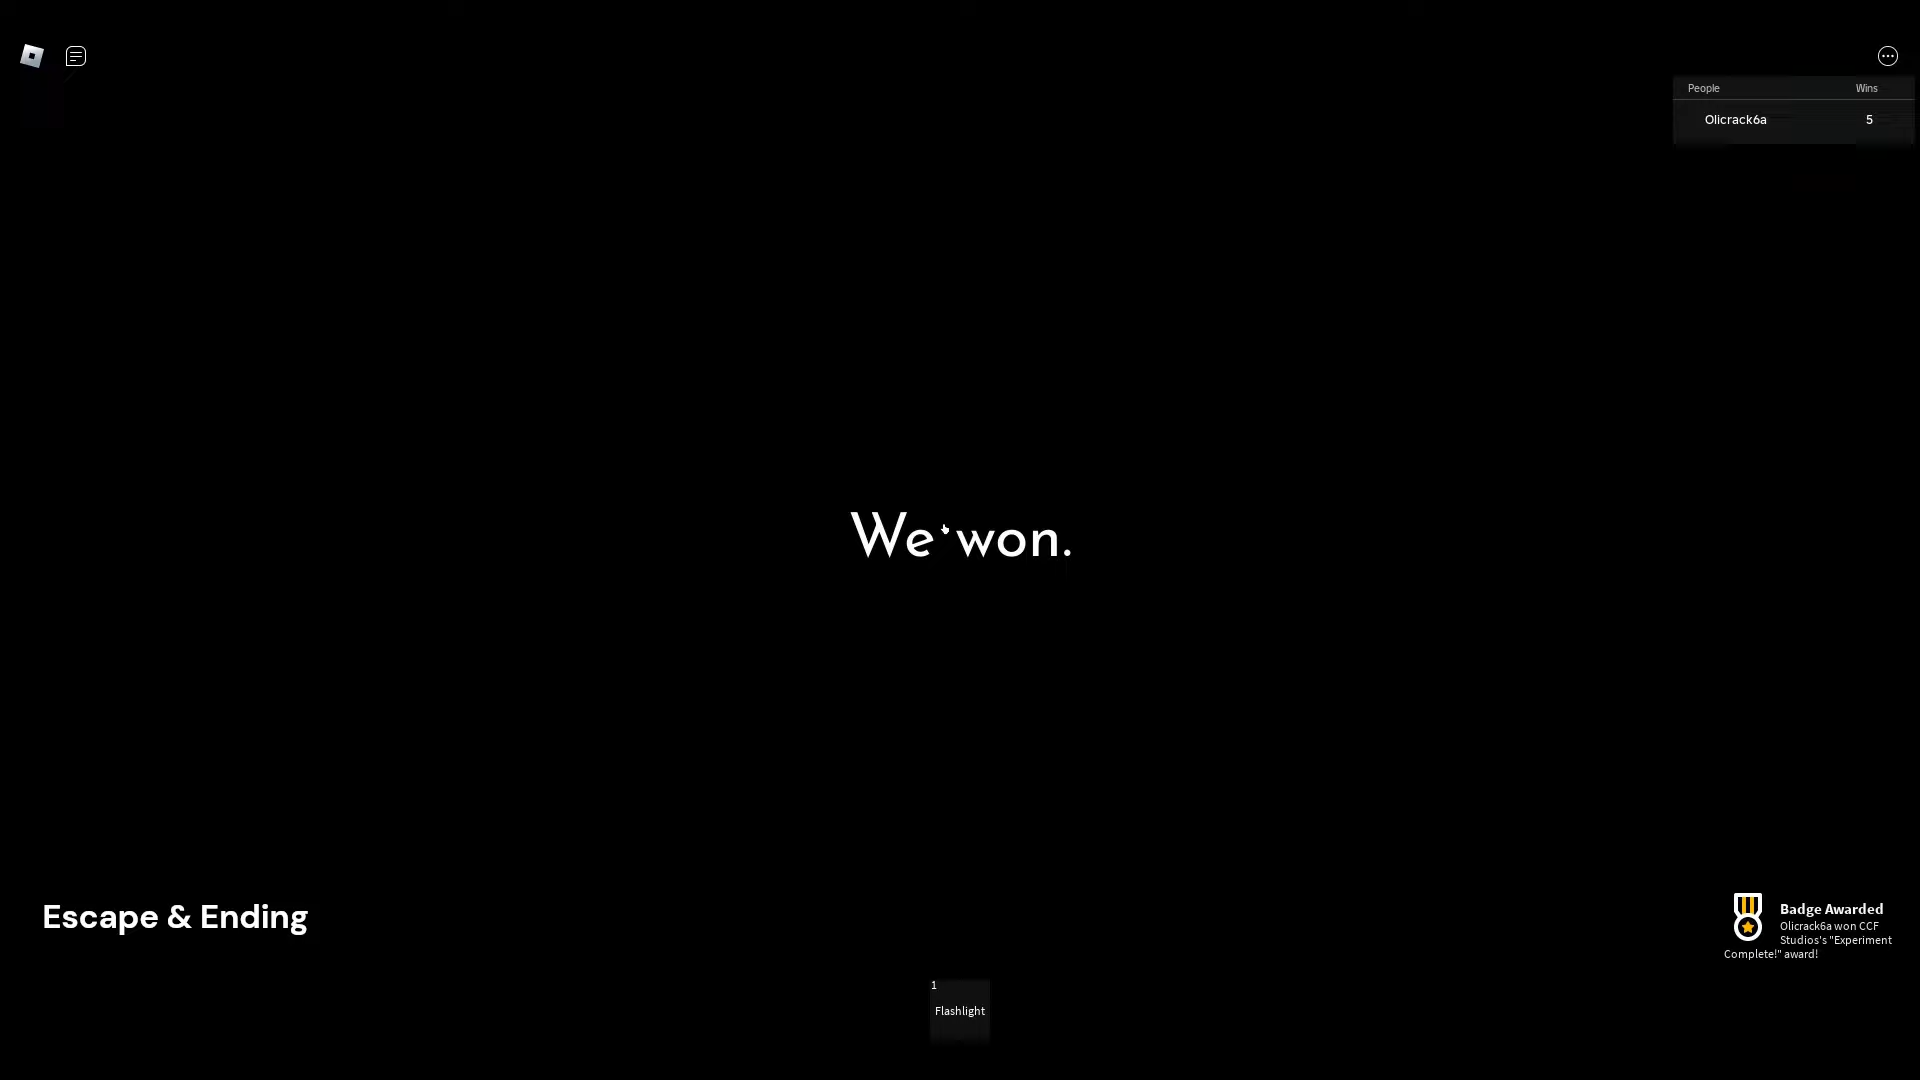 People Wins
Olicrack6a 5
We won.
Escape & Ending
Badge Awarded
Olicrack6a won CCF
Studios's "Experiment
Complete!" award!
1
Flashlight